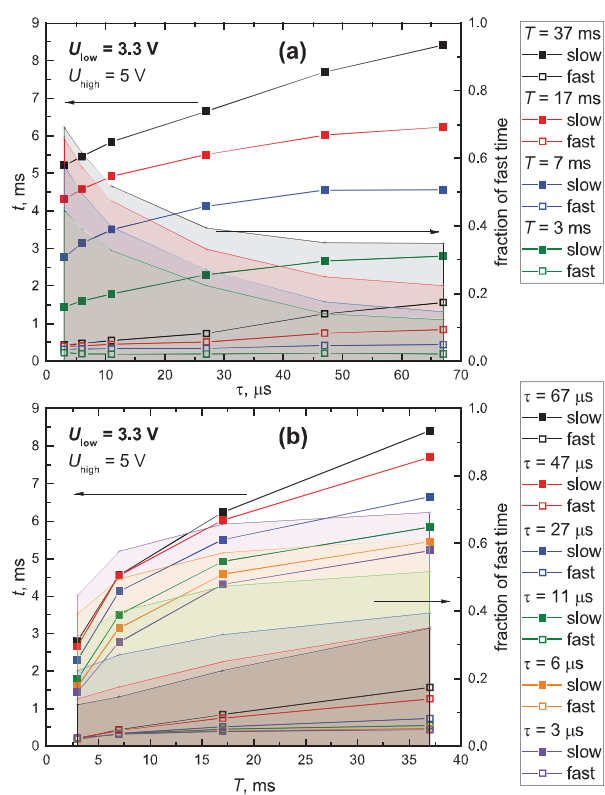 (a)
U_low = 3.3 V
U_high = 5 V
t, ms
9
8
7
6
5
4
3
2
1
0
1.0
0.8
0.6
0.4
0.2
0.0
fraction of fast time
0 10 20 30 40 50 60 70
τ, μs
T = 37 ms
slow
fast
T = 17 ms
slow
fast
T = 7 ms
slow
fast
T = 3 ms
slow
fast
(b)
U_low = 3.3 V
U_high = 5 V
t, ms
9
8
7
6
5
4
3
2
1
0
1.0
0.8
0.6
0.4
0.2
0.0
fraction of fast time
0 5 10 15 20 25 30 35 40
T, ms
τ = 67 μs
slow
fast
τ = 47 μs
slow
fast
τ = 27 μs
slow
fast
τ = 11 μs
slow
fast
τ = 6 μs
slow
fast
τ = 3 μs
slow
fast